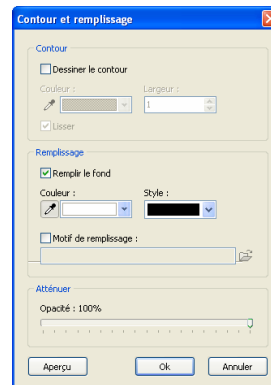 Contour et remplissage
Contour
Dessiner le contour
Couleur : Largeur :
1
Lisser
Remplissage
Remplir le fond
Couleur : Style :
Motif de remplissage :
Atténuer
Opacité : 100%
Aperçu Ok Annuler